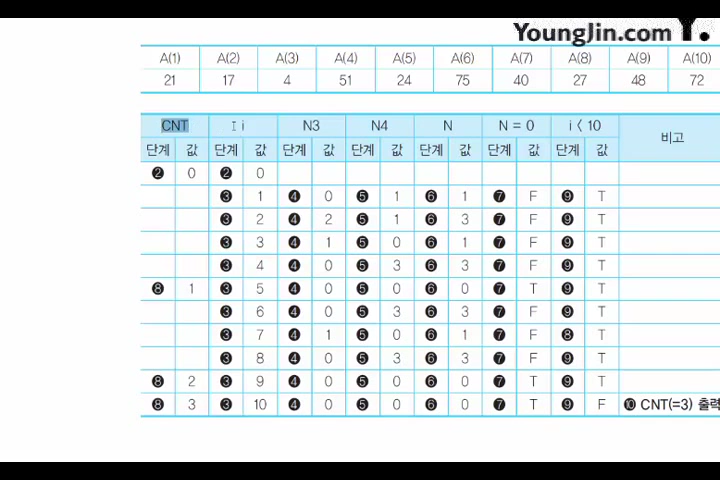 YoungJin.com Y.
A(1) A(2) A(3) A(4) A(5) A(6) A(7) A(8) A(9) A(10)
21 17 4 51 24 75 40 27 48 72
CNT i N3 N4 N N = 0 i〈 10 비고
단계 값 단계 값 단계 값 단계 값 단계 값 단계 값 단계 값
❷ 0 ❷ 0
❸ 1 ❹ 0 ❺ 1 ❻ 1 ❼ F ❾ T
❸ 2 ❹ 2 ❺ 1 ❻ 3 ❼ F ❾ T
❸ 3 ❹ 1 ❺ 0 ❻ 1 ❼ F ❾ T
❸ 4 ❹ 0 ❺ 3 ❻ 3 ❼ F ❾ T
❽ 1 ❸ 5 ❹ 0 ❺ 0 ❻ 0 ❼ T ❾ T
❸ 6 ❹ 0 ❺ 3 ❻ 3 ❼ F ❾ T
❸ 7 ❹ 1 ❺ 0 ❻ 1 ❼ F ❽ T
❸ 8 ❹ 0 ❺ 3 ❻ 3 ❼ F ❾ T
❽ 2 ❸ 9 ❹ 0 ❺ 0 ❻ 0 ❼ T ❾ T
❽ 3 ❸ 10 ❹ 0 ❺ 0 ❻ 0 ❼ T ❾ F ❿ CNT(=3) 출력